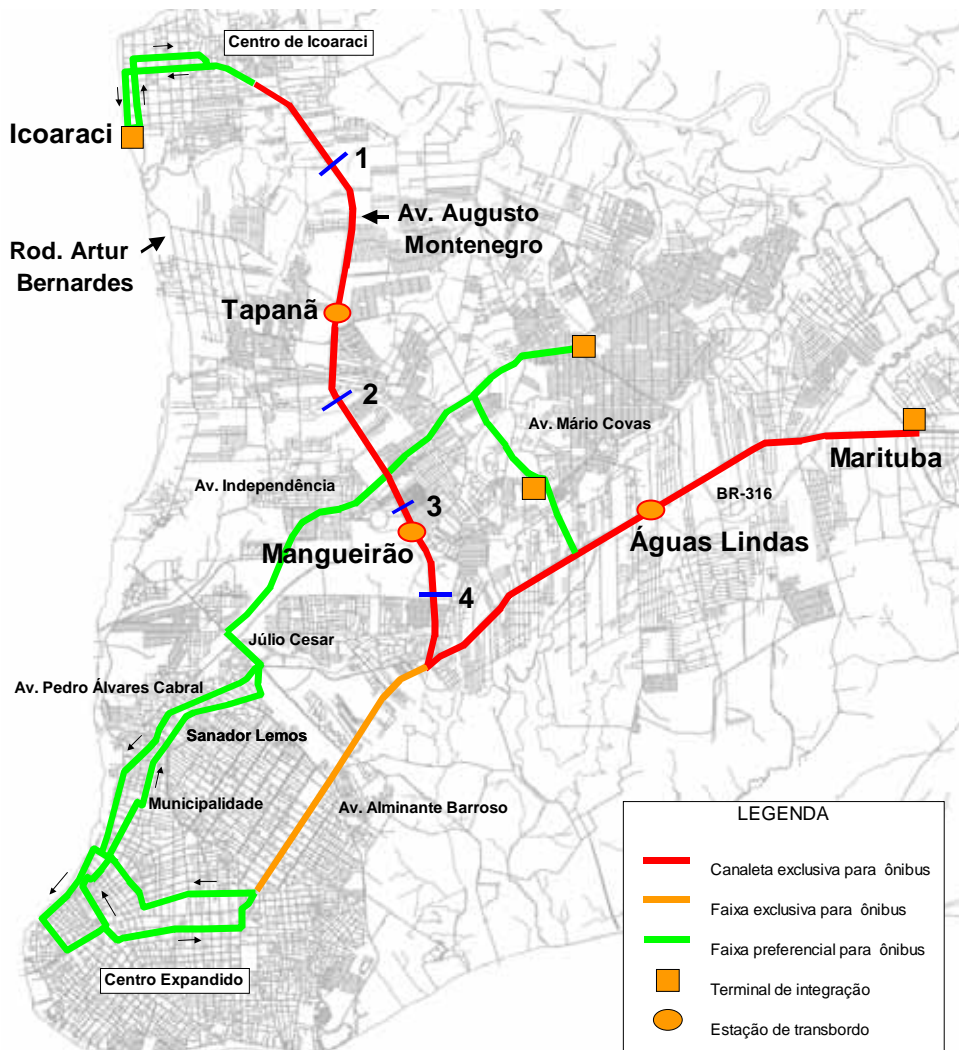 Centro de Icoaraci
Icoaraci
1
Av. Augusto
Montenegro
Rod. Artur
Bernardes
Tapanã
2
Av. Mário Covas
Marituba
Av. Independência
BR-316
3
Mangueirão
Águas Lindas
4
Júlio Cesar
Av. Pedro Álvares Cabral
Sanador Lemos
Municipalidade
Av. Alminante Barroso
Centro Expandido
LEGENDA
Canaleta exclusiva para ônibus
Faixa exclusiva para ônibus
Faixa preferencial para ônibus
Terminal de integração
Estação de transbordo